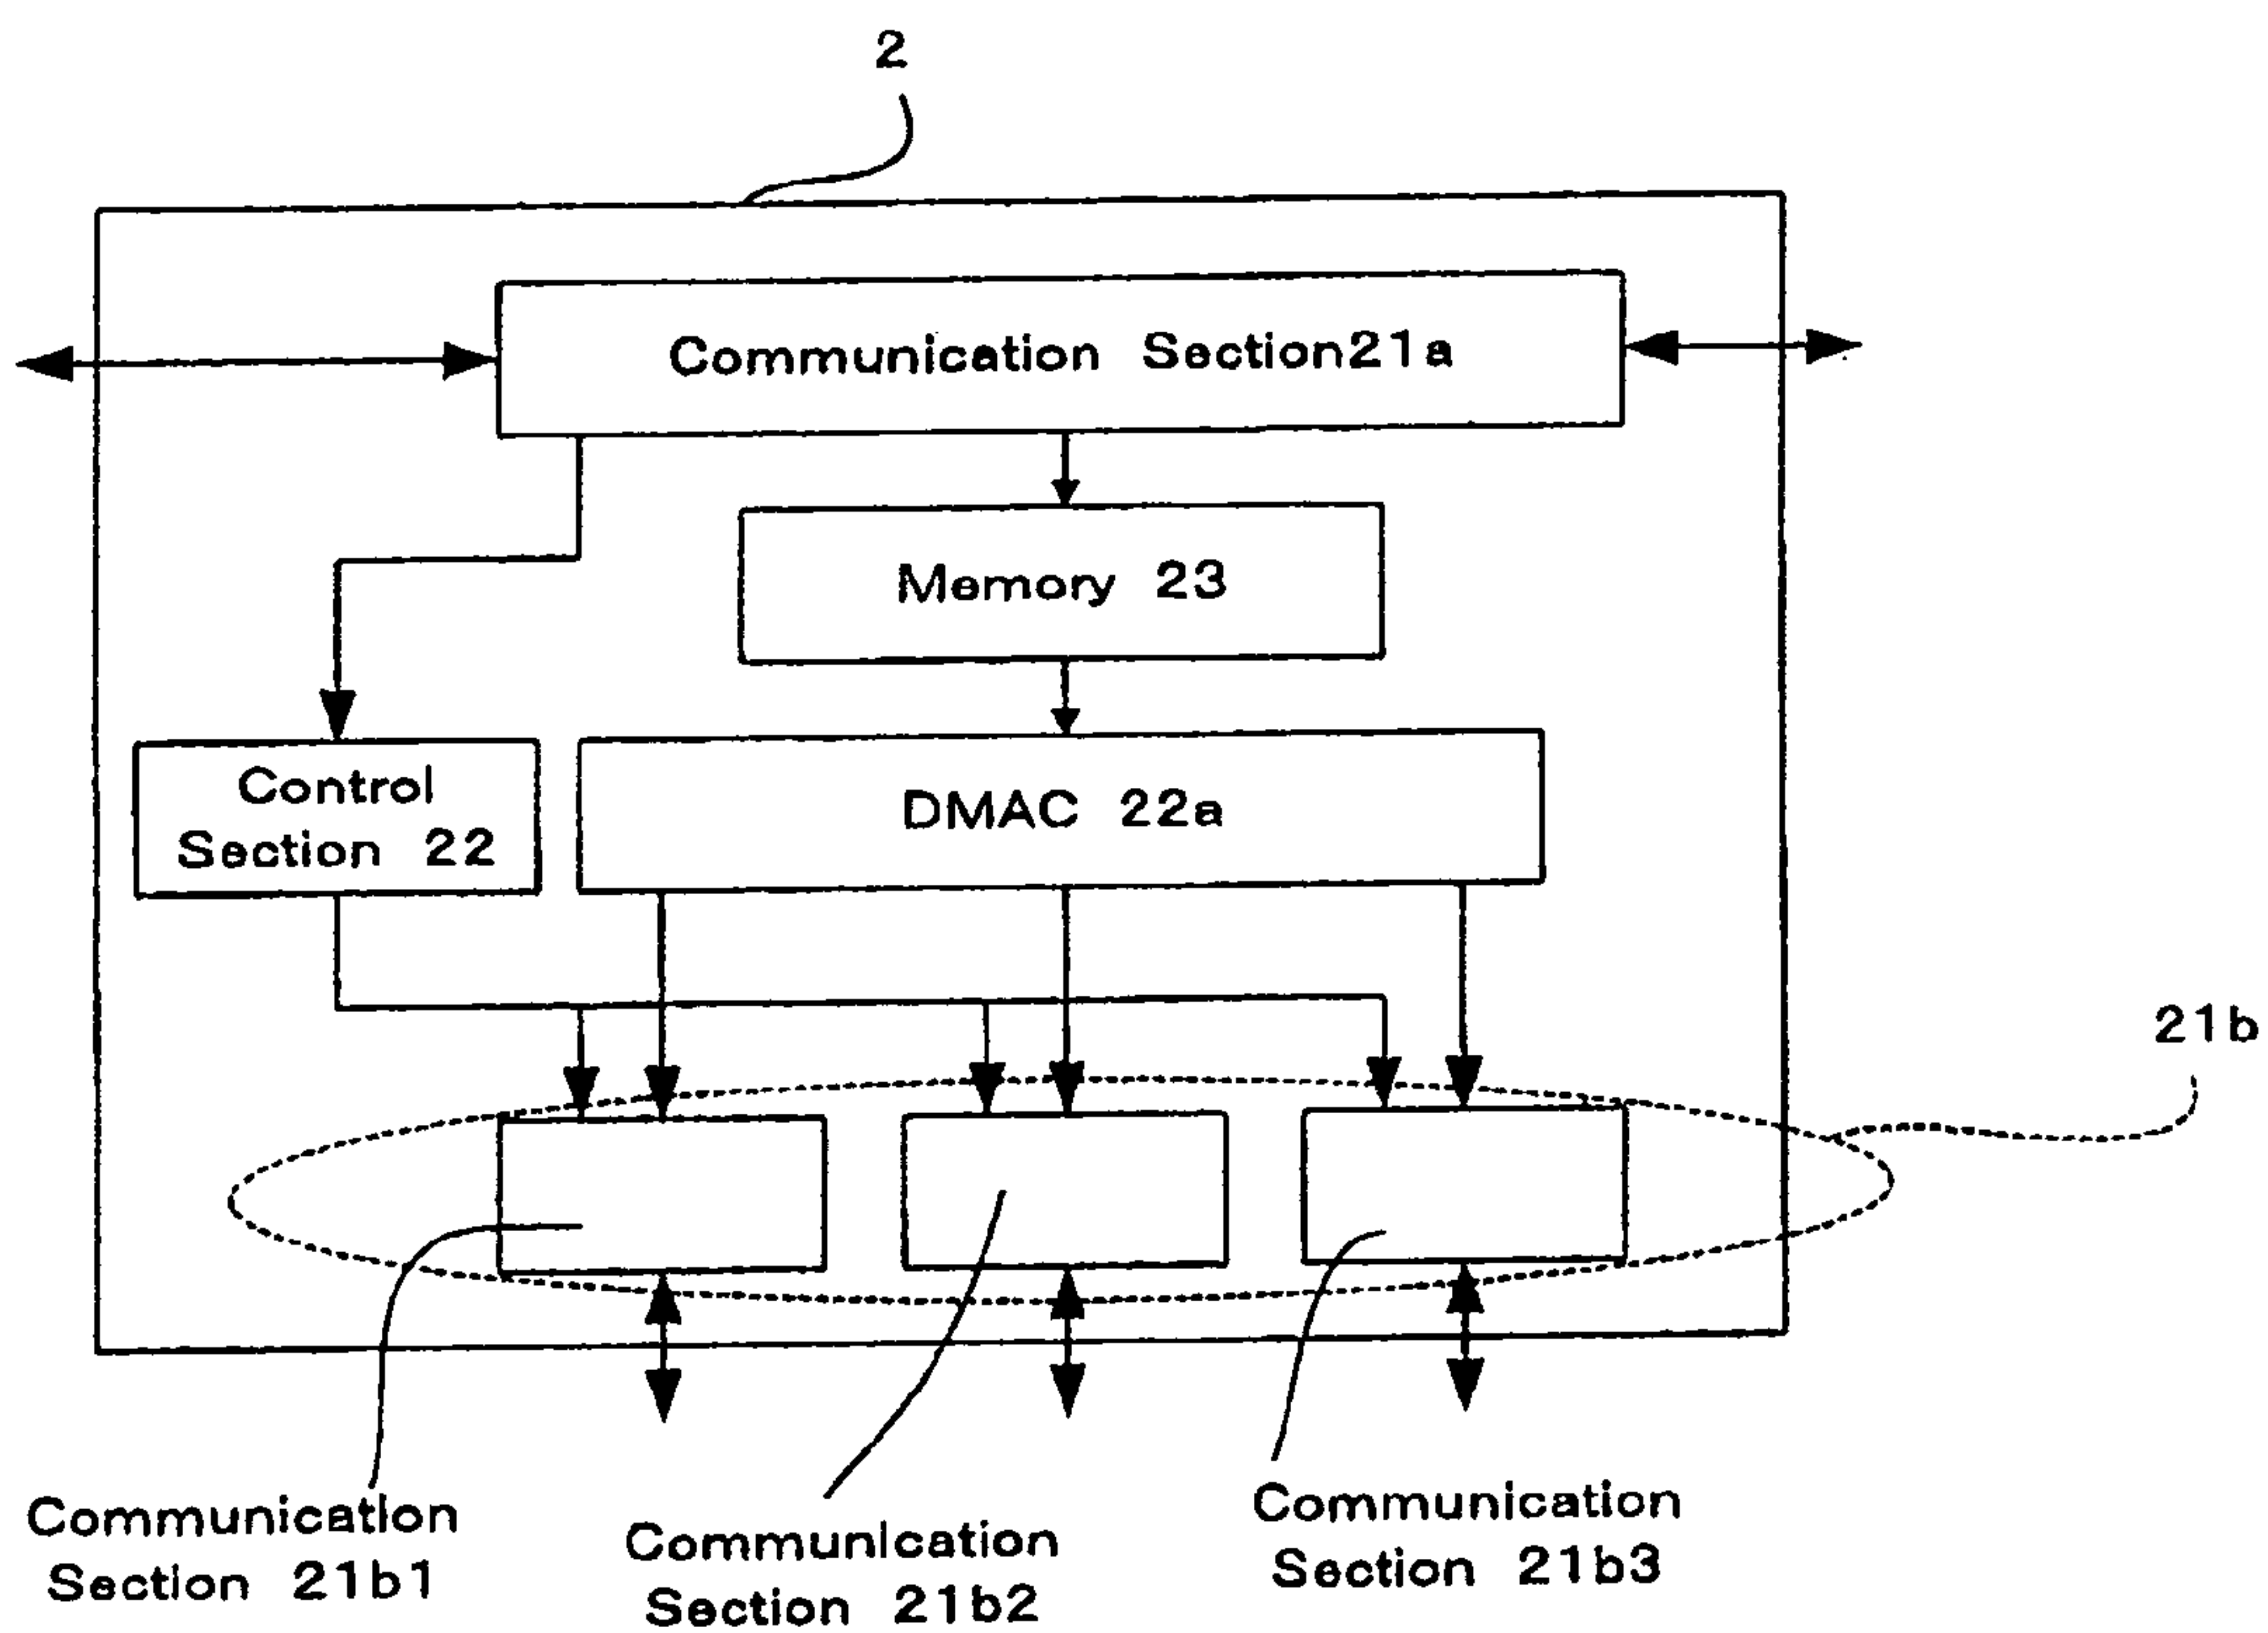 2
Communication Section21a
Memory 23
Control
Section 22
DMAC 22a
21b
Communication
Section 21b1
Communication
Section 21b2
Communication
Section 21b3